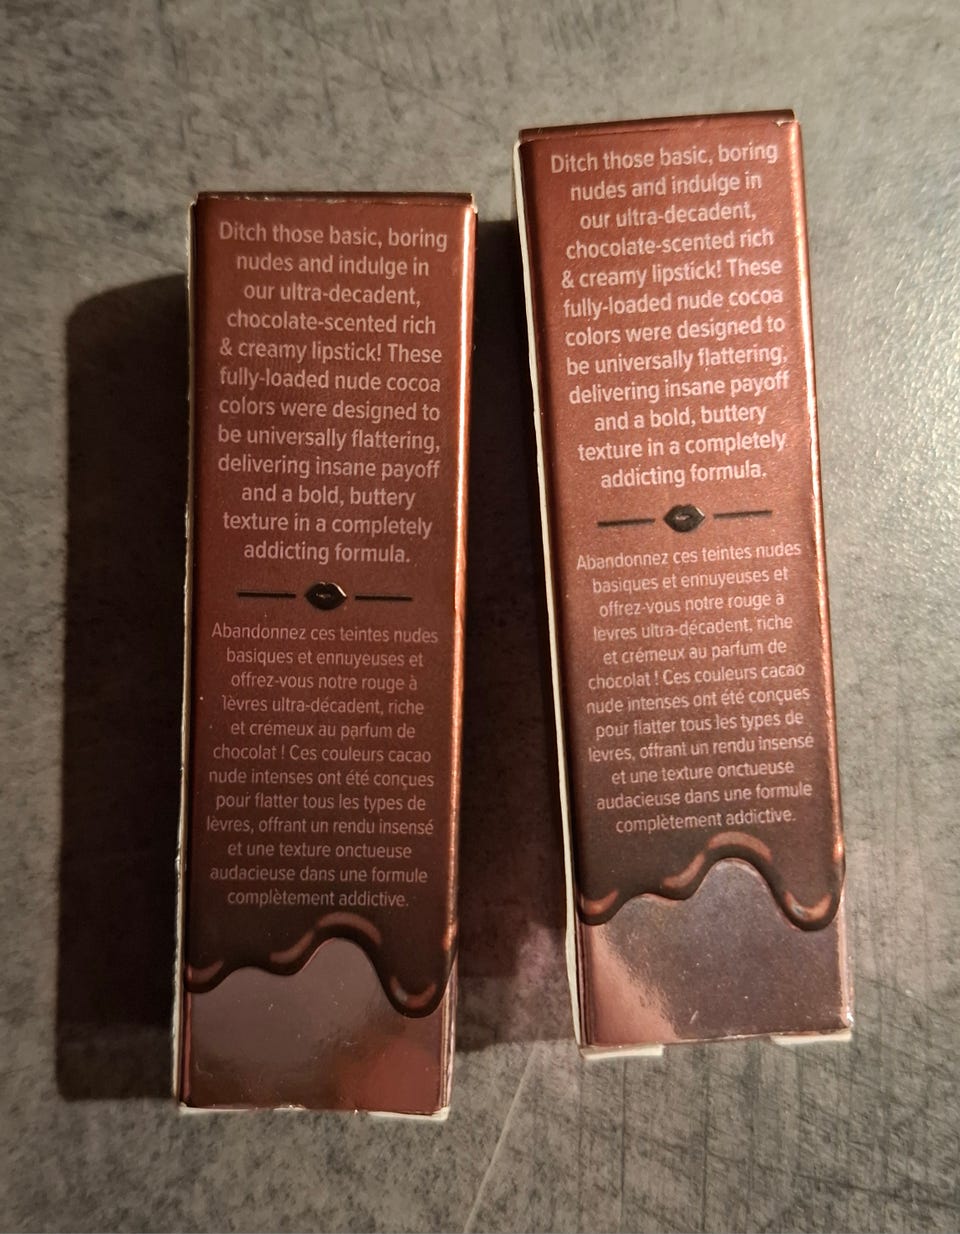 Ditch those basic, boring
nudes and indulge in
our ultra-decadent,
chocolate-scented rich
& creamy lipstick! These
fully-loaded nude cocoa
colors were designed to
be universally flattering,
delivering insane payoff
and a bold, buttery
texture in a completely
addicting formula.
Abandonnez ces teintes nudes
basiques et ennuyeuses et
offrez-vous notre rouge à
lèvres ultra-décadent, riche
et crémeux au parfum de
chocolat ! Ces couleurs cacao
nude intenses ont été conçues
pour flatter tous les types de
lèvres, offrant un rendu insensé
et une texture onctueuse
audacieuse dans une formule
complètement addictive.
Ditch those basic, boring
nudes and indulge in
our ultra-decadent,
chocolate-scented rich
& creamy lipstick! These
fully-loaded nude cocoa
colors were designed to
be universally flattering,
delivering insane payoff
and a bold, buttery
texture in a completely
addicting formula.
Abandonnez ces teintes nudes
basiques et ennuyeuses et
offrez-vous notre rouge à
lèvres ultra-décadent, riche
et crémeux au parfum de
chocolat ! Ces couleurs cacao
nude intenses ont été conçues
pour flatter tous les types de
lèvres, offrant un rendu insensé
et une texture onctueuse
audacieuse dans une formule
complètement addictive.